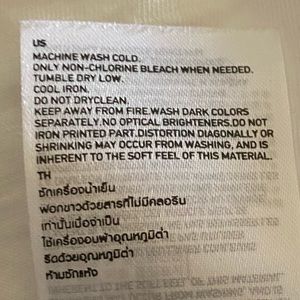 US
MACHINE WASH COLD.
ONLY NON-CHLORINE BLEACH WHEN NEEDED.
TUMBLE DRY LOW.
COOL IRON.
DO NOT DRYCLEAN.
KEEP AWAY FROM FIRE.WASH DARK COLORS
SEPARATELY.NO OPTICAL BRIGHTENERS.DO NOT
IRON PRINTED PART.DISTORTION DIAGONALLY OR
SHRINKING MAY OCCUR FROM WASHING, AND IS
INHERENT TO THE SOFT FEEL OF THIS MATERIAL.
TH
ซักเครื่องน้ำเย็น
ฟอกขาวด้วยสารที่ไม่มีคลอรีน
เท่านั้นเมื่อจำเป็น
ใช้เครื่องอบผ้าอุณหภูมิต่ำ
รีดด้วยอุณหภูมิต่ำ
ห้ามซักแห้ง